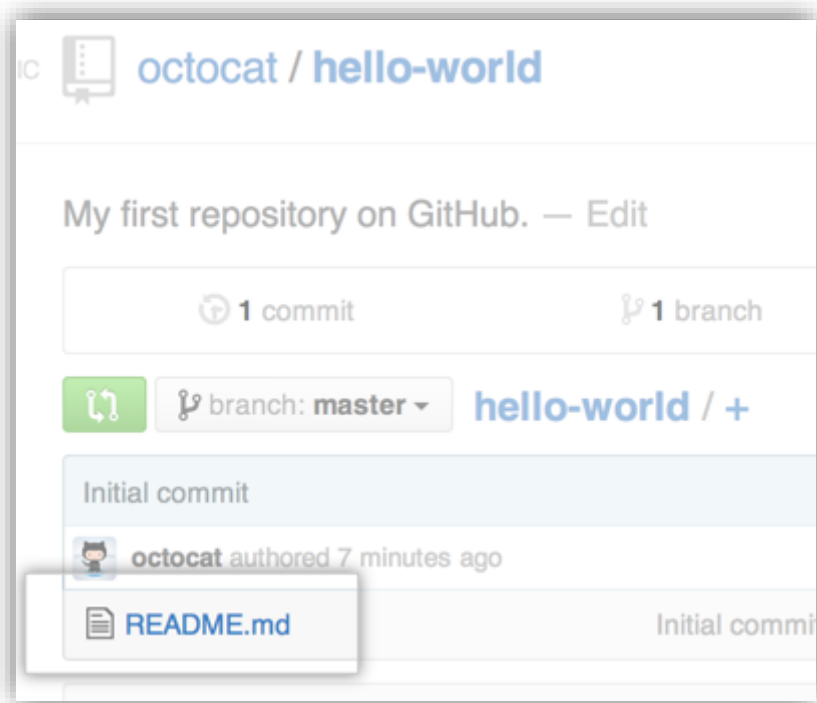 IC octocat / hello-world
My first repository on GitHub. — Edit
1 commit 1 branch
branch: master hello-world / +
Initial commit
octocat authored 7 minutes ago
README.md Initial commit